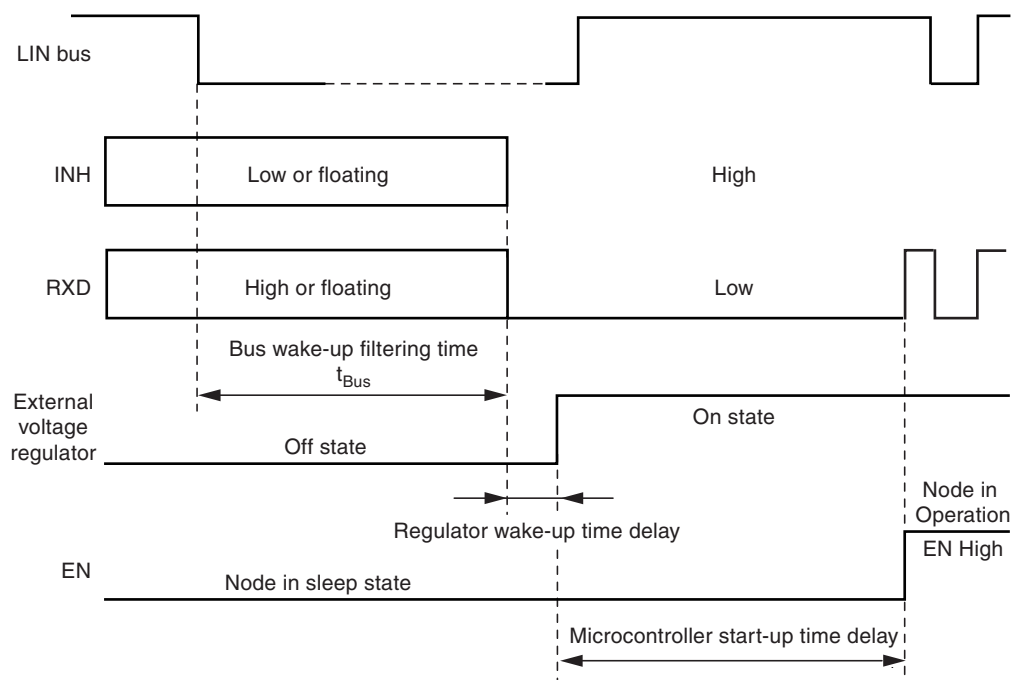 LIN bus
INH
Low or floating
High
RXD
High or floating
Low
Bus wake-up filtering time
tBus
External
voltage
regulator
Off state
On state
Regulator wake-up time delay
Node in
Operation
EN High
EN
Node in sleep state
Microcontroller start-up time delay